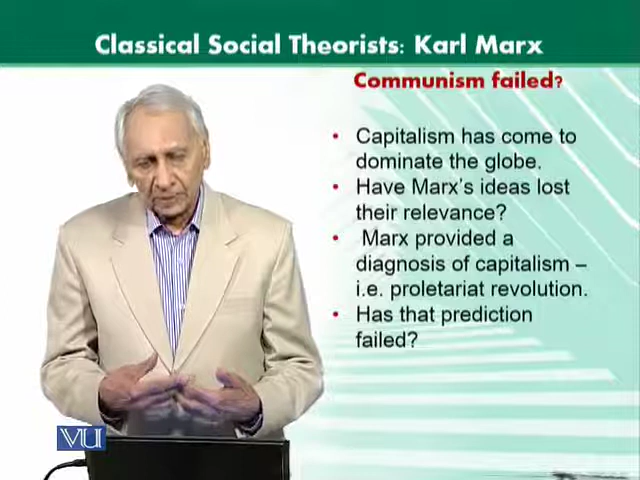 Classical Social Theorists: Karl Marx
Communism failed?
• Capitalism has come to
dominate the globe.
• Have Marx's ideas lost
their relevance?
• Marx provided a
diagnosis of capitalism –
i.e. proletariat revolution.
• Has that prediction
failed?
VU